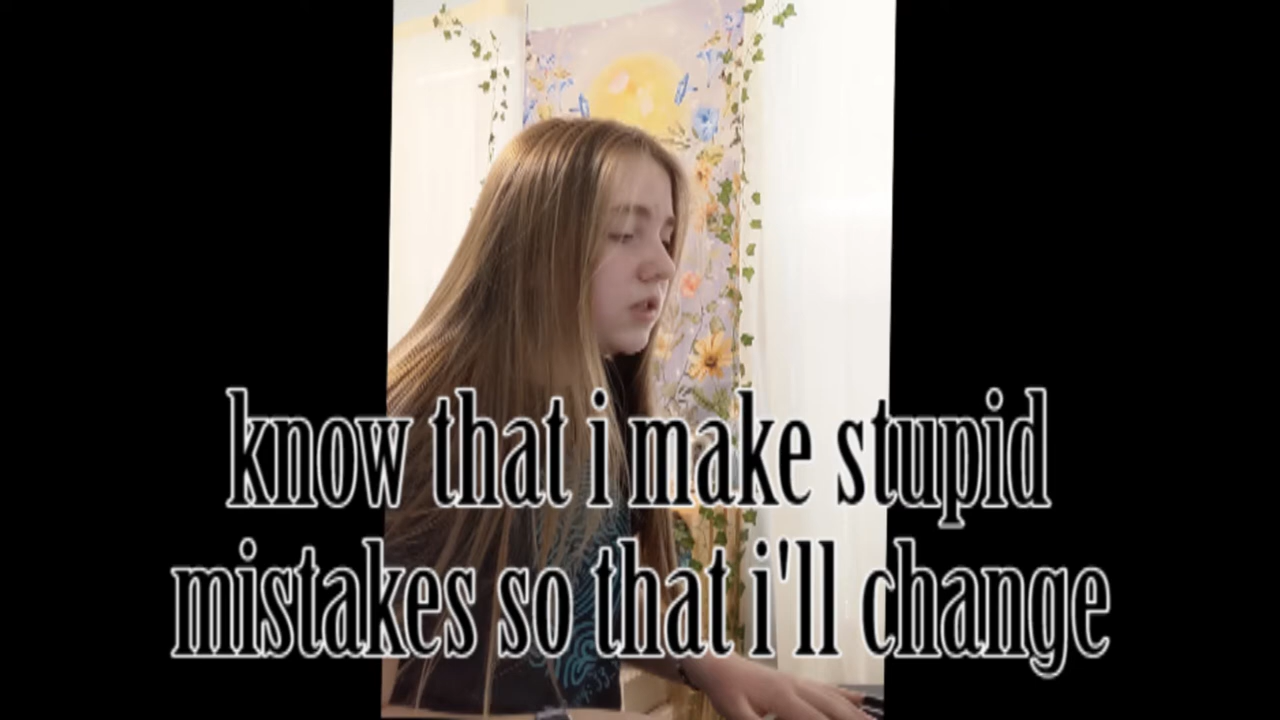 know that i make stupid
mistakes so that i'll change